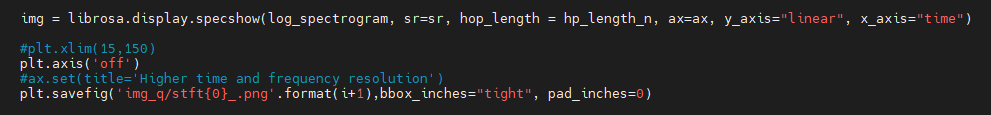 img = librosa.display.specshow(log_spectrogram, sr=sr, hop_length = hp_length_n, ax=ax, y_axis="linear", x_axis="time")
#plt.xlim(15,150)
plt.axis('off')
#ax.set(title='Higher time and frequency resolution')
plt.savefig('img_q/stft{0}_.png'.format(i+1),bbox_inches="tight", pad_inches=0)